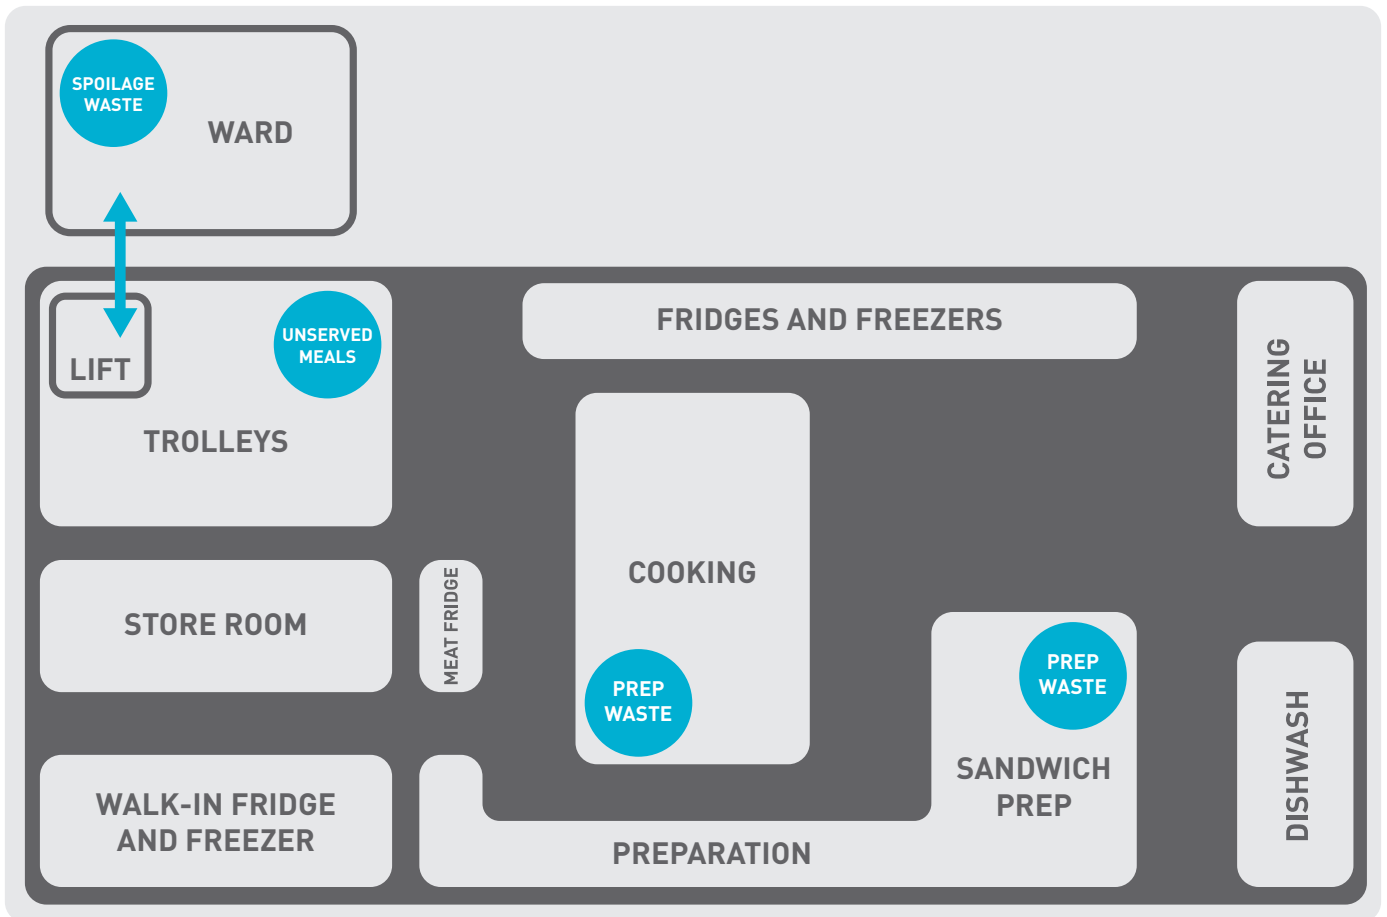 SPOILAGE
WASTE
WARD
LIFT
UNSERVED
MEALS
TROLLEYS
FRIDGES AND FREEZERS
CATERING
OFFICE
STORE ROOM
MEAT FRIDGE
COOKING
PREP
WASTE
PREP
WASTE
SANDWICH
PREP
DISHWASH
WALK-IN FRIDGE
AND FREEZER
PREPARATION